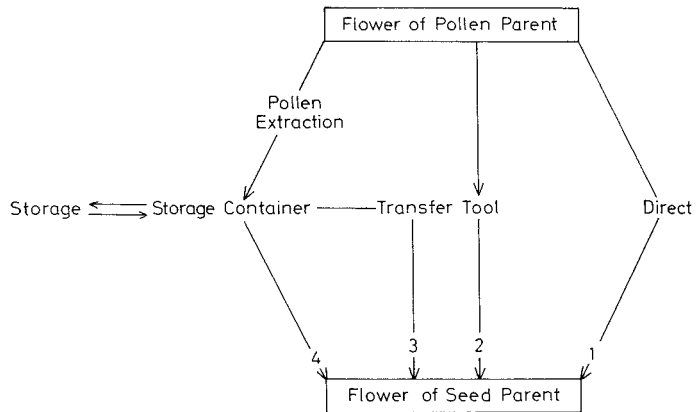 Flower of Pollen Parent
Pollen
Extraction
Storage
Storage Container
Transfer Tool
Direct
4
3
2
1
Flower of Seed Parent